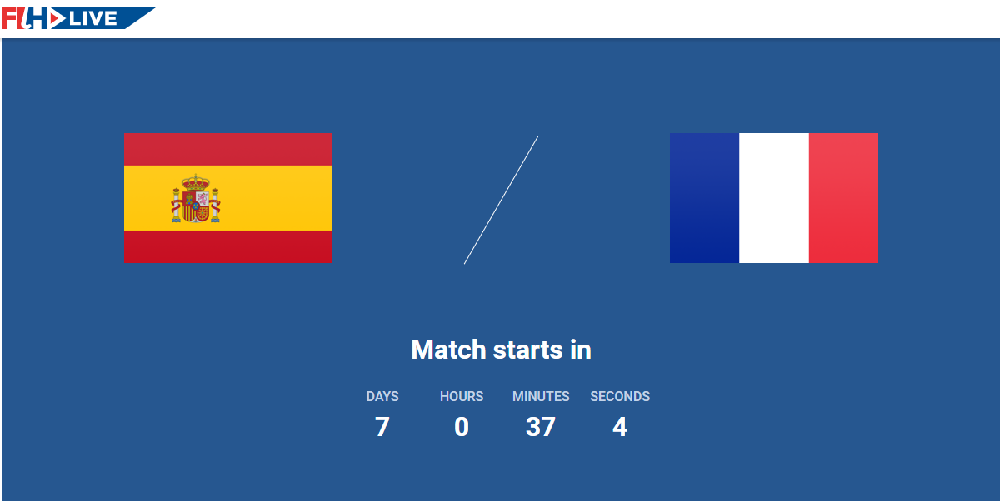 FIH LIVE
Match starts in
DAYS HOURS MINUTES SECONDS
7 0 37 4